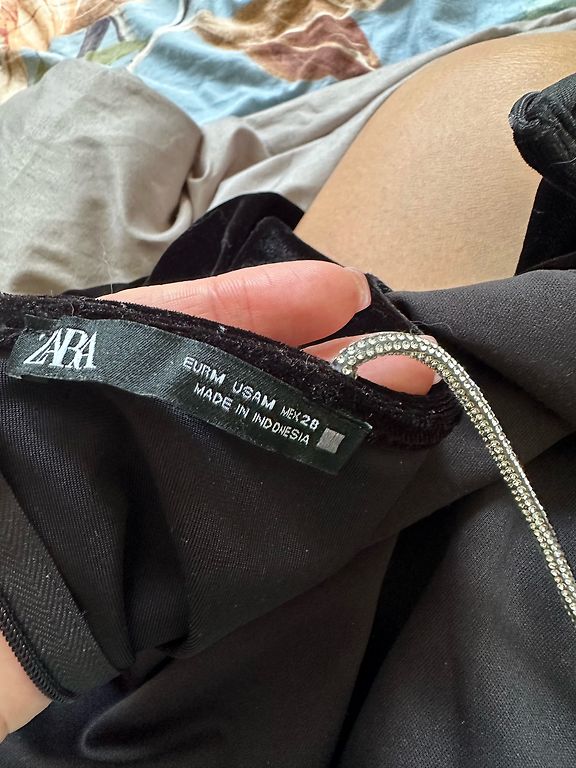 ZARA
EUR M USA M MEX 28
MADE IN INDONESIA